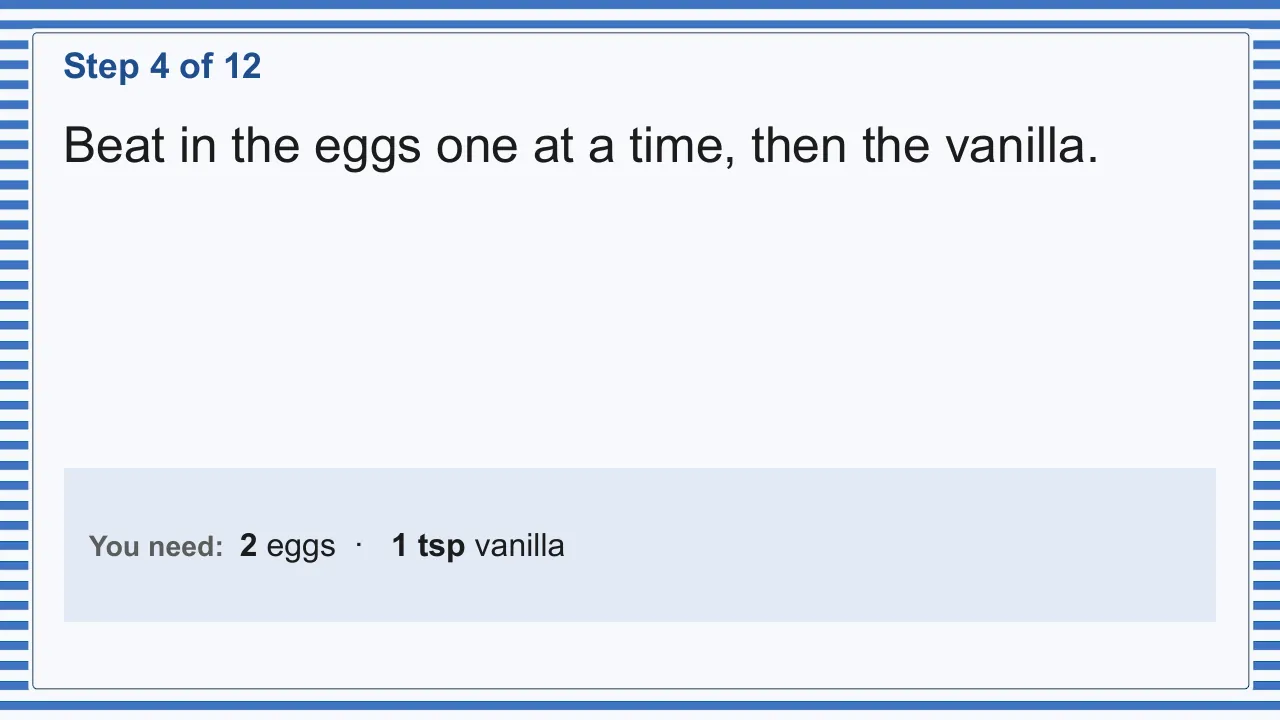 Step 4 of 12
Beat in the eggs one at a time, then the vanilla.
You need: 2 eggs · 1 tsp vanilla